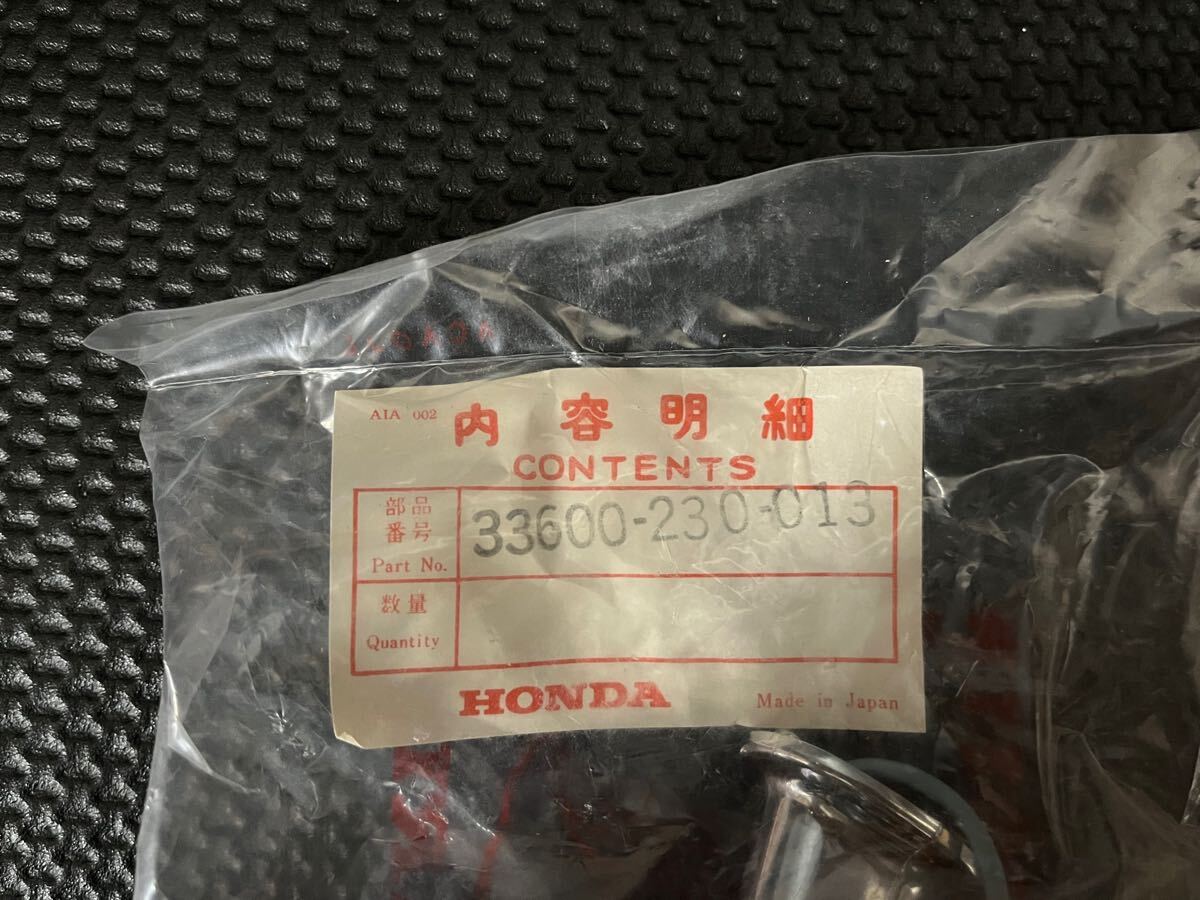 AIA 002
内容明細
CONTENTS
部品
番号
Part No.
33600-230-013
数量
Quantity
HONDA
Made in Japan